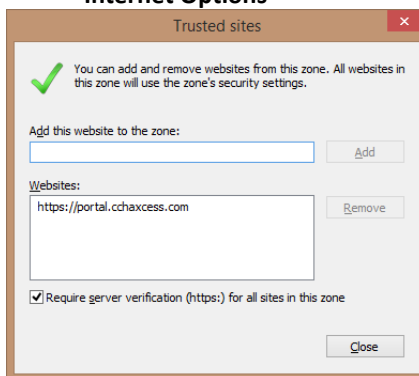 Internet Options
Trusted sites
You can add and remove websites from this zone. All websites in
this zone will use the zone's security settings.
Add this website to the zone:
Add
Websites:
https://portal.cchaxcess.com
Remove
Require server verification (https:) for all sites in this zone
Close